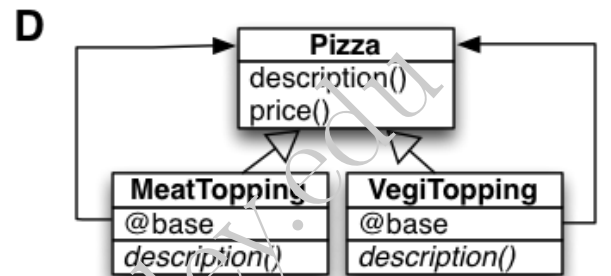 D
Pizza
description()
price()
MeatTopping
@base
description()
VegiTopping
@base
description()